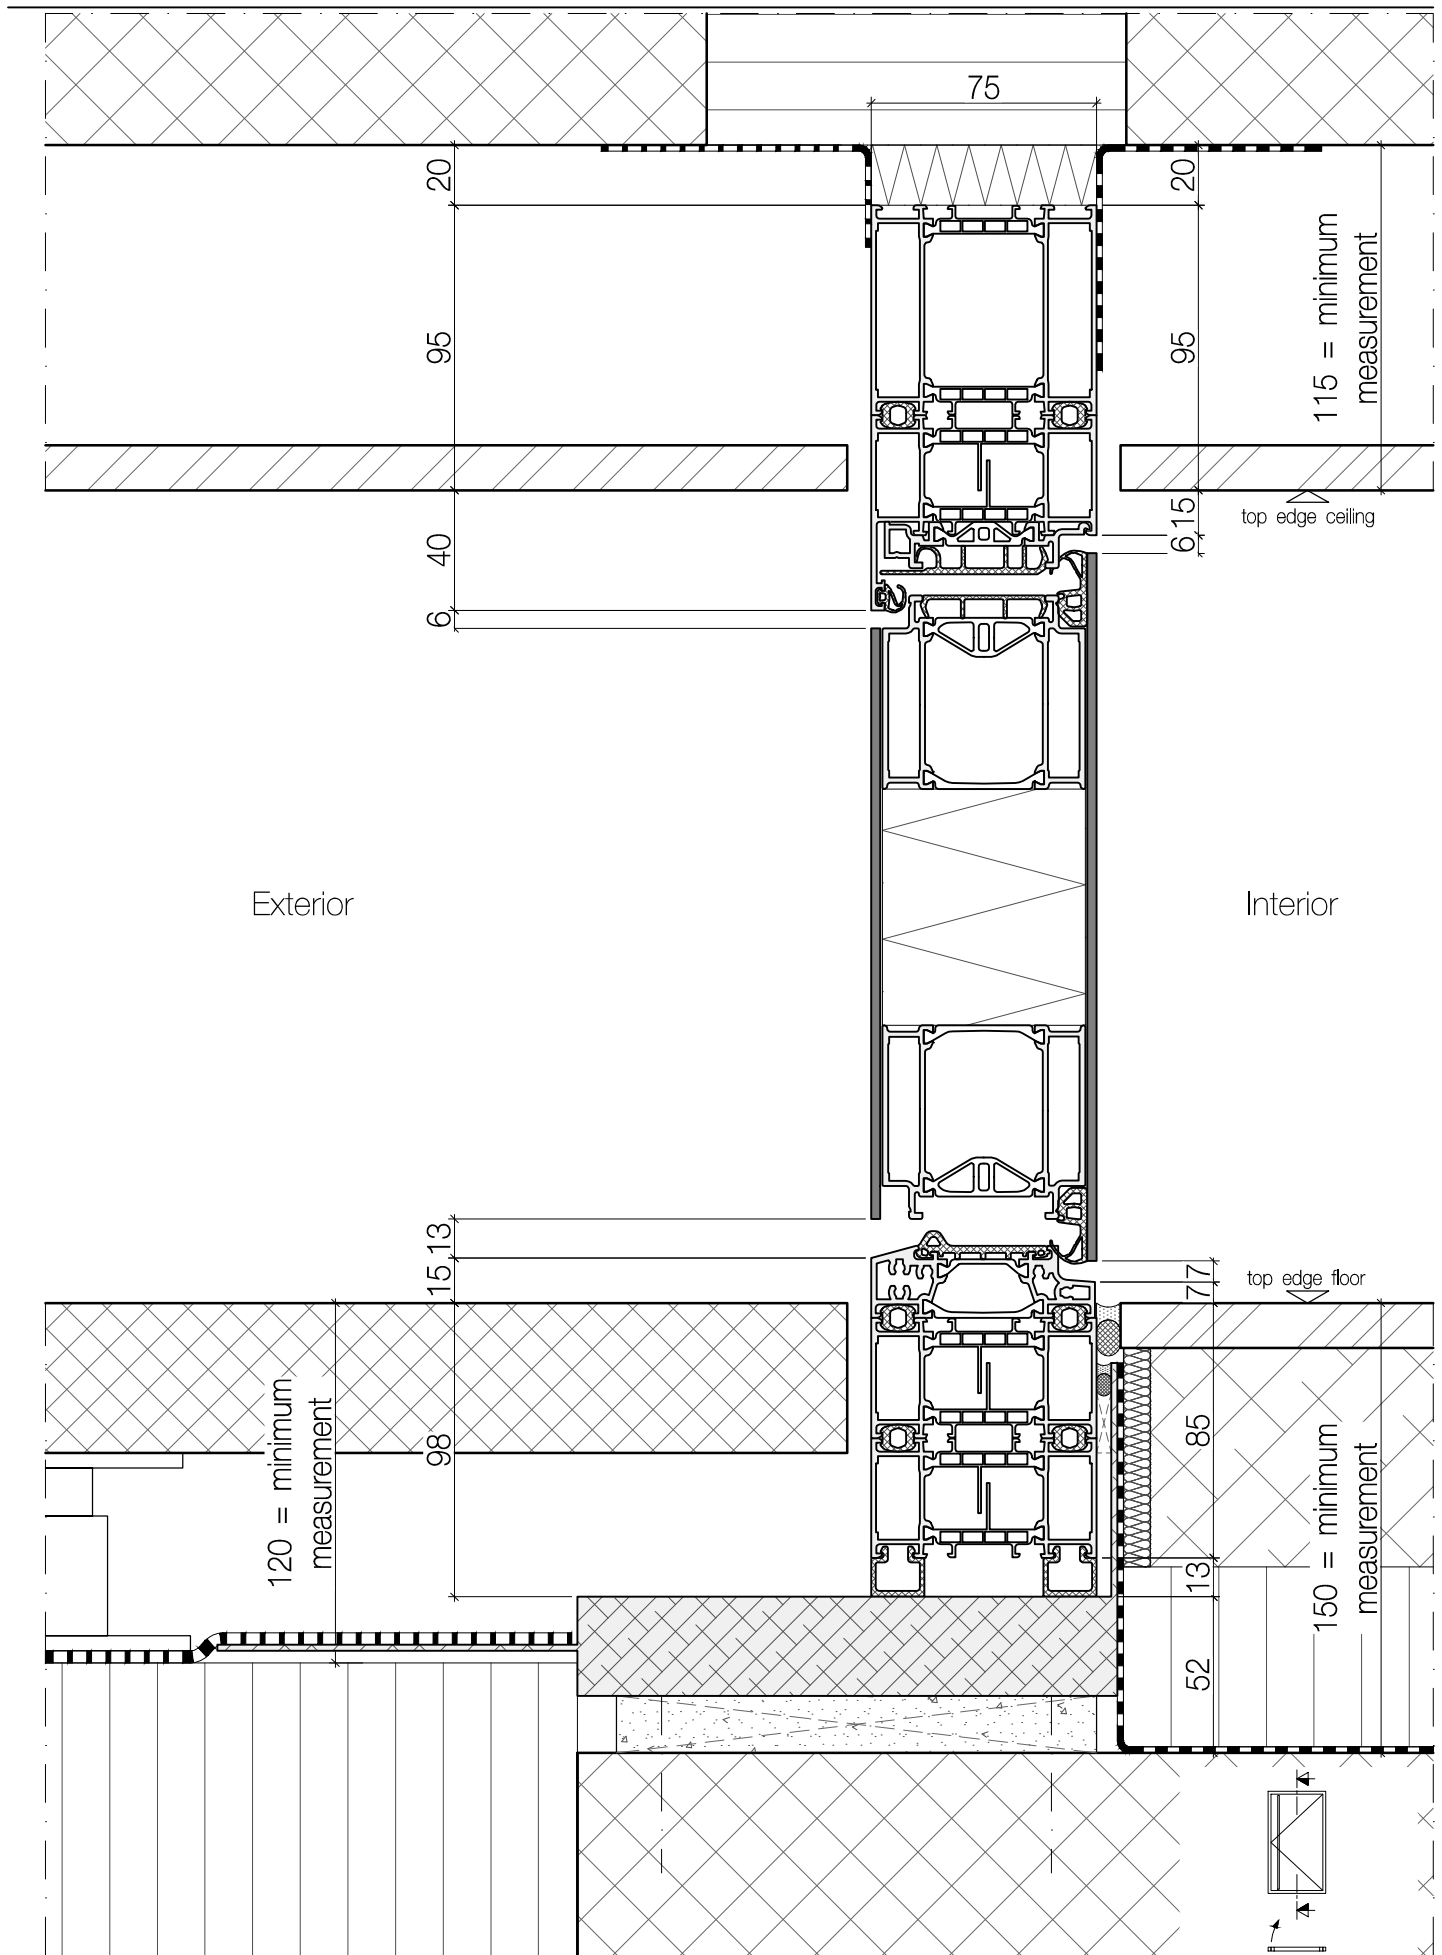 75
20
20
95
95
115 = minimum
measurement
top edge ceiling
15
6
40
6
Exterior
Interior
13
15
7
7
top edge floor
120 = minimum
measurement
98
85
150 = minimum
measurement
13
52